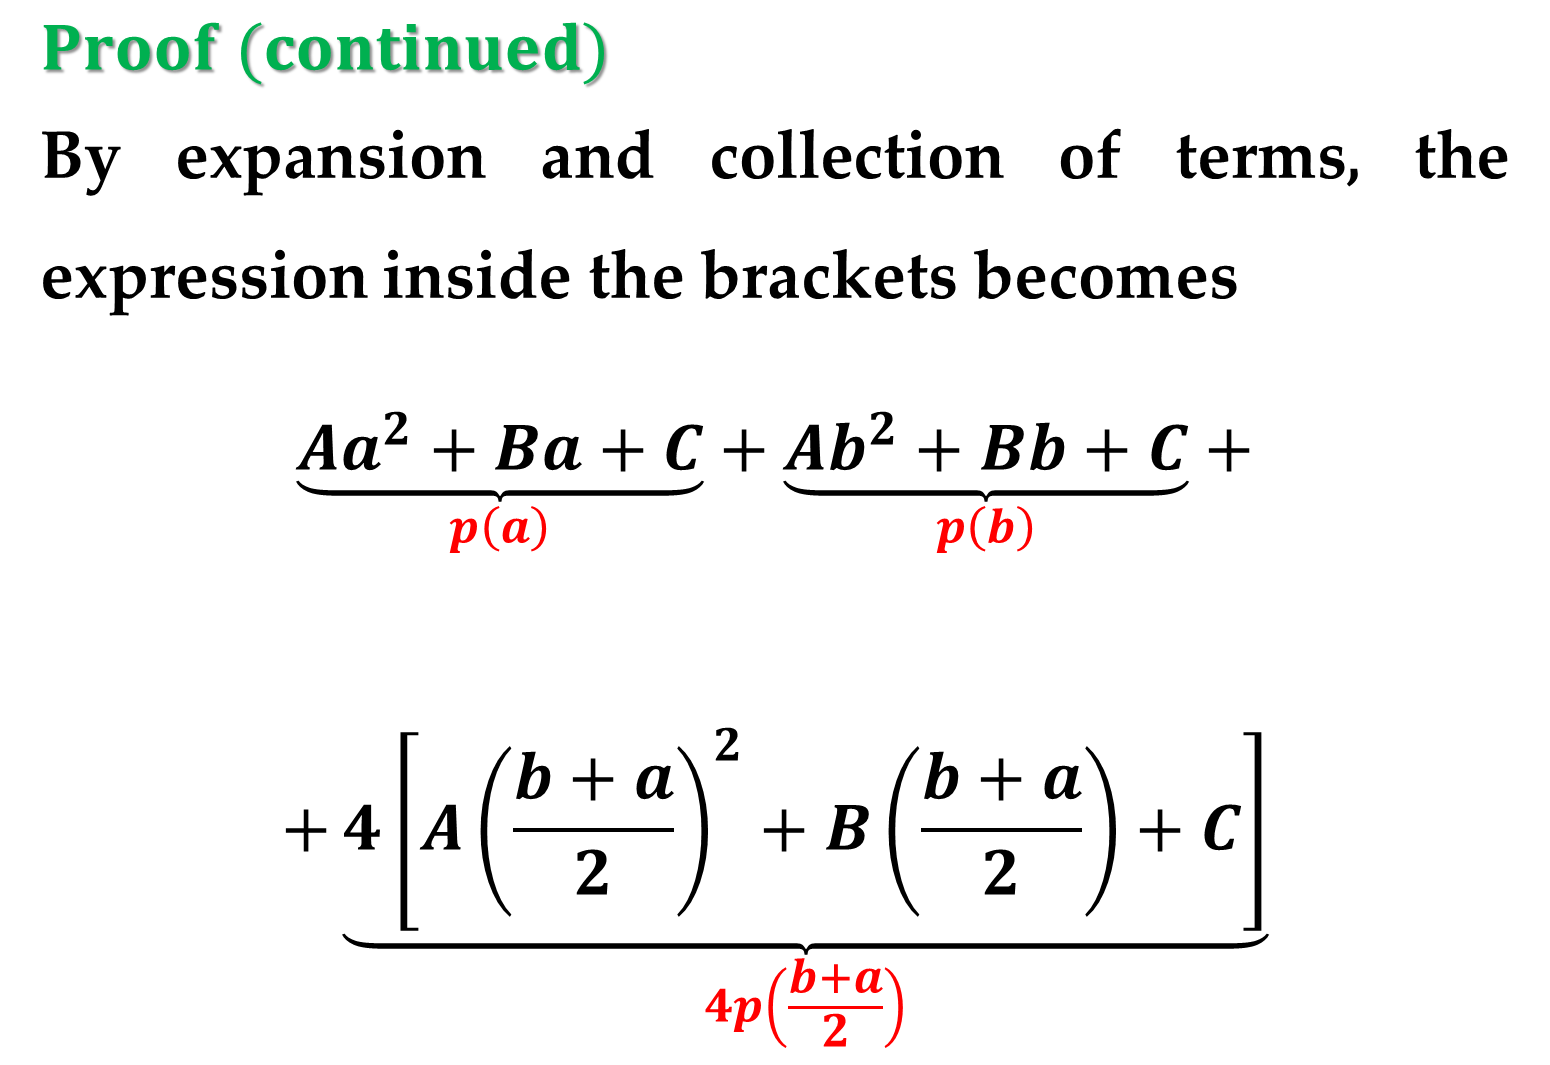 Proof (continued)
By expansion and collection of terms, the
expression inside the brackets becomes
Aa² + Ba + C + Ab² + Bb + C +
p(a) p(b)
+ 4 [A((b + a)/2)² + B((b + a)/2) + C]
4p((b+a)/2)